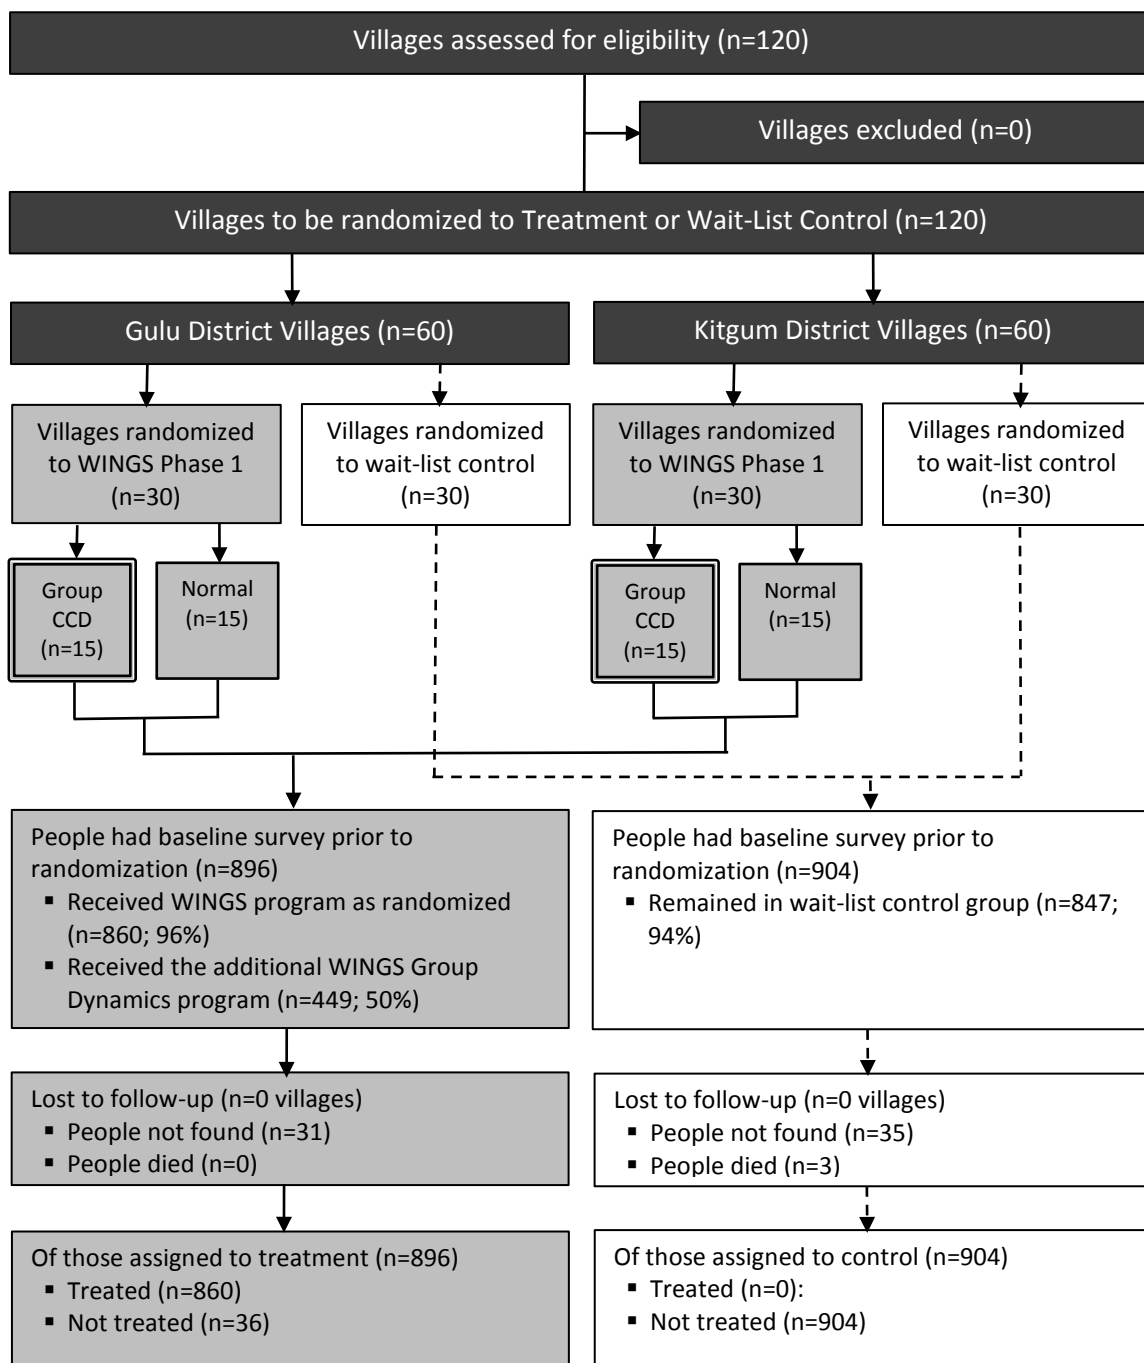 Villages assessed for eligibility (n=120)
Villages excluded (n=0)
Villages to be randomized to Treatment or Wait-List Control (n=120)
Gulu District Villages (n=60)
Kitgum District Villages (n=60)
Villages randomized
to WINGS Phase 1
(n=30)
Villages randomized
to wait-list control
(n=30)
Villages randomized
to WINGS Phase 1
(n=30)
Villages randomized
to wait-list control
(n=30)
Group
CCD
(n=15)
Normal
(n=15)
Group
CCD
(n=15)
Normal
(n=15)
People had baseline survey prior to
randomization (n=896)
▪ Received WINGS program as randomized
(n=860; 96%)
▪ Received the additional WINGS Group
Dynamics program (n=449; 50%)
People had baseline survey prior to
randomization (n=904)
▪ Remained in wait-list control group (n=847;
94%)
Lost to follow-up (n=0 villages)
▪ People not found (n=31)
▪ People died (n=0)
Lost to follow-up (n=0 villages)
▪ People not found (n=35)
▪ People died (n=3)
Of those assigned to treatment (n=896)
▪ Treated (n=860)
▪ Not treated (n=36)
Of those assigned to control (n=904)
▪ Treated (n=0):
▪ Not treated (n=904)